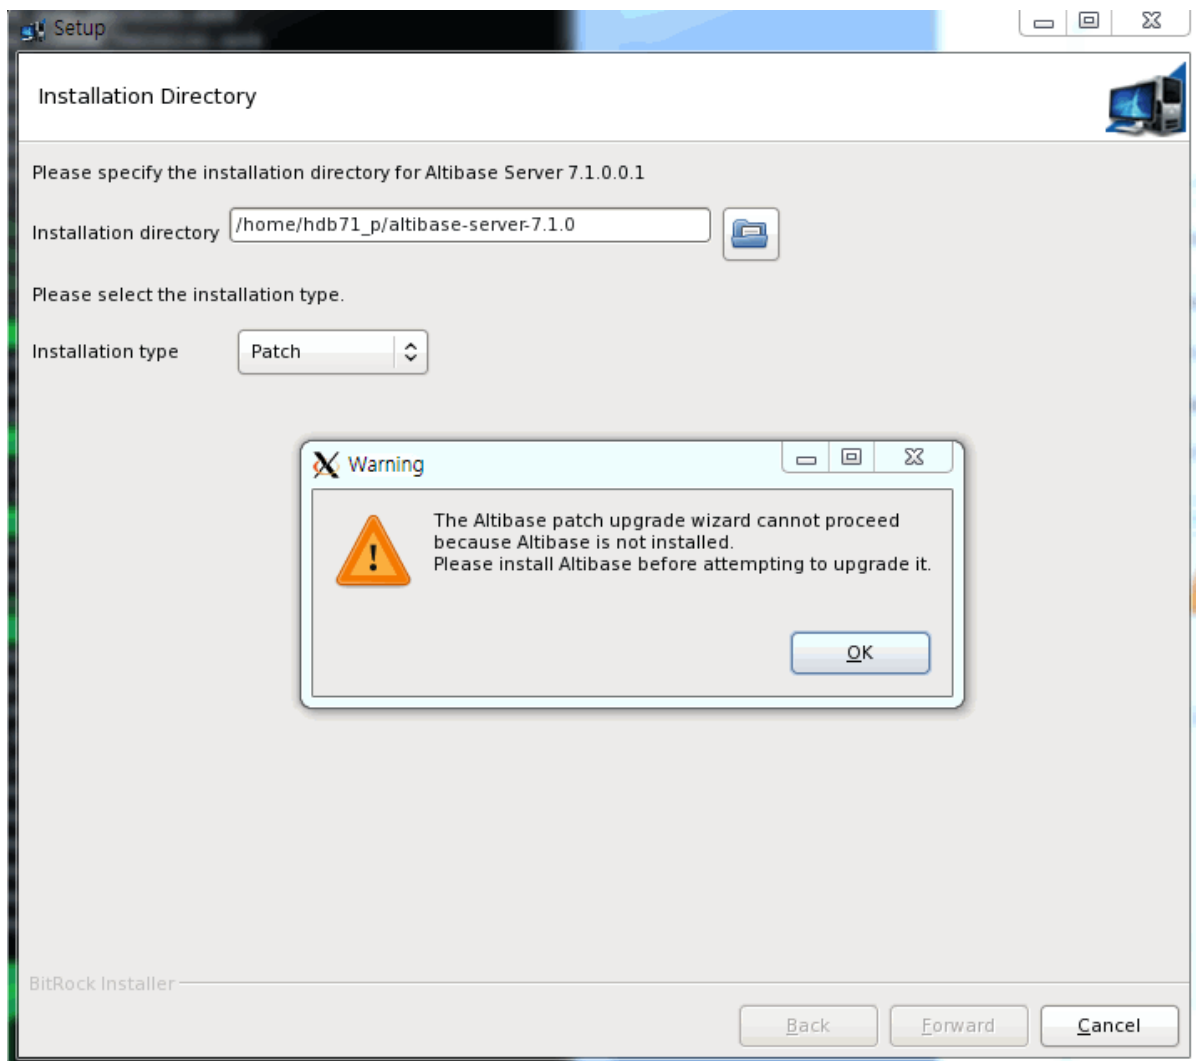 Setup
Installation Directory
Please specify the installation directory for Altibase Server 7.1.0.0.1
Installation directory /home/hdb71_p/altibase-server-7.1.0
Please select the installation type.
Installation type Patch
Warning
The Altibase patch upgrade wizard cannot proceed
because Altibase is not installed.
Please install Altibase before attempting to upgrade it.
OK
BitRock Installer
Back Forward Cancel